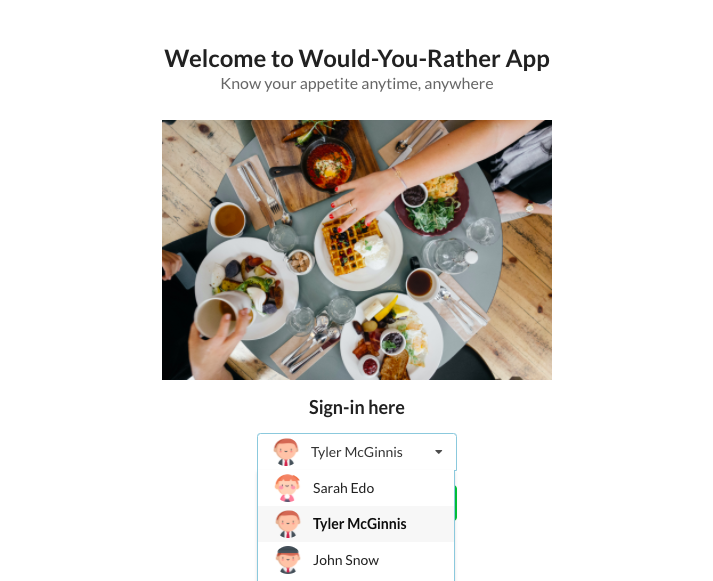 Welcome to Would-You-Rather App
Know your appetite anytime, anywhere
Sign-in here
Tyler McGinnis
Sarah Edo
Tyler McGinnis
John Snow